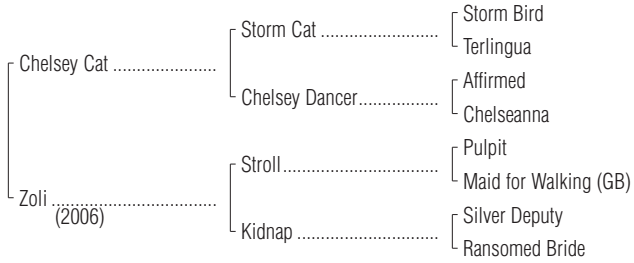 Storm Bird
Storm Cat ....................
Terlingua
Chelsey Cat ..................
Affirmed
Chelsey Dancer..............
Chelseanna
Pulpit
Stroll...........................
Maid for Walking (GB)
Zoli .............................
(2006)
Silver Deputy
Kidnap .........................
Ransomed Bride